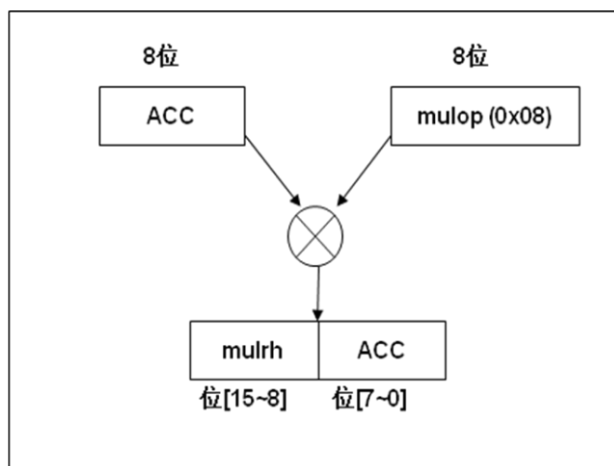 8位 8位
ACC mulop (0x08)
mulrh ACC
位[15~8] 位[7~0]